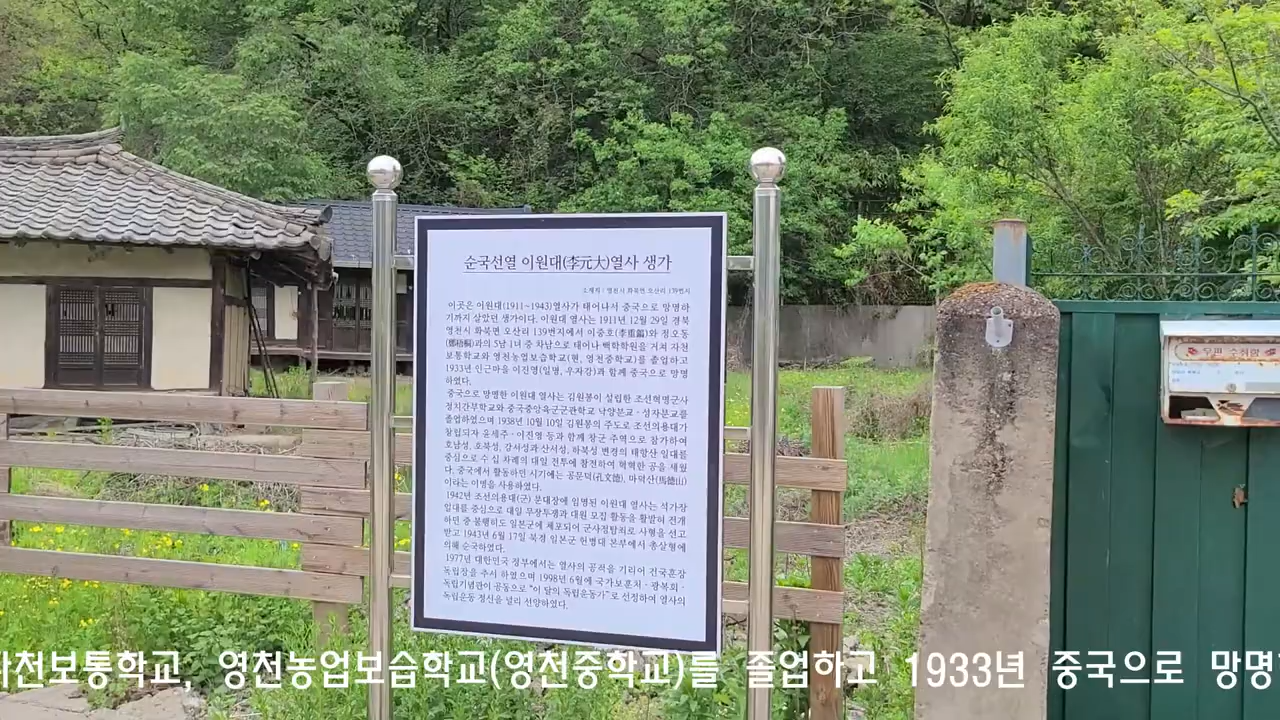 순국선열 이원대(李元大)열사 생가
소재지 : 영천시 화북면 오산리 139번지
이곳은 이원대(1911~1943)열사가 태어나서 중국으로 망명하
기까지 살았던 생가이다. 이원대 열사는 1911년 12월 29일 경북
영천시 화북면 오산리 139번지에서 이중호(李重鎬)와 정오동
(鄭梧桐)과의 5남 1녀 중 차남으로 태어나 백학학원을 거쳐 자천
보통학교와 영천농업보습학교(현, 영천중학교)를 졸업하고
1933년 인근마을 이진영(일명, 우자강)과 함께 중국으로 망명
하였다.
중국으로 망명한 이원대 열사는 김원봉이 설립한 조선혁명군사
정치간부학교와 중국중앙육군군관학교 낙양분교·성자분교를
졸업하였으며 1938년 10월 10일 김원봉의 주도로 조선의용대가
창립되자 윤세주·이진영 등과 함께 창군 주역으로 참가하여
호남성, 호북성, 강서성과 산서성, 하북성 변경의 태항산 일대를
중심으로 수 십 차례의 대일 전투에 참전하여 혁혁한 공을 세웠
다. 중국에서 활동하던 시기에는 공문덕(孔文德), 마덕산(馬德山)
이라는 이명을 사용하였다.
1942년 조선의용대(군) 분대장에 임명된 이원대 열사는 석가장
일대를 중심으로 대일 무장투쟁과 대원 모집 활동을 활발히 전개
하던 중 불행히도 일본군에 체포되어 군사정탐죄로 사형을 선고
받고 1943년 6월 17일 북경 일본군 헌병대 본부에서 총살형에
의해 순국하였다.
1977년 대한민국 정부에서는 열사의 공적을 기리어 건국훈장
독립장을 추서 하였으며 1998년 6월에 국가보훈처·광복회·
독립기념관이 공동으로 "이 달의 독립운동가"로 선정하여 열사의
독립운동 정신을 널리 선양하였다.
우편 수취함
자천보통학교, 영천농업보습학교(영천중학교)를 졸업하고 1933년 중국으로 망명